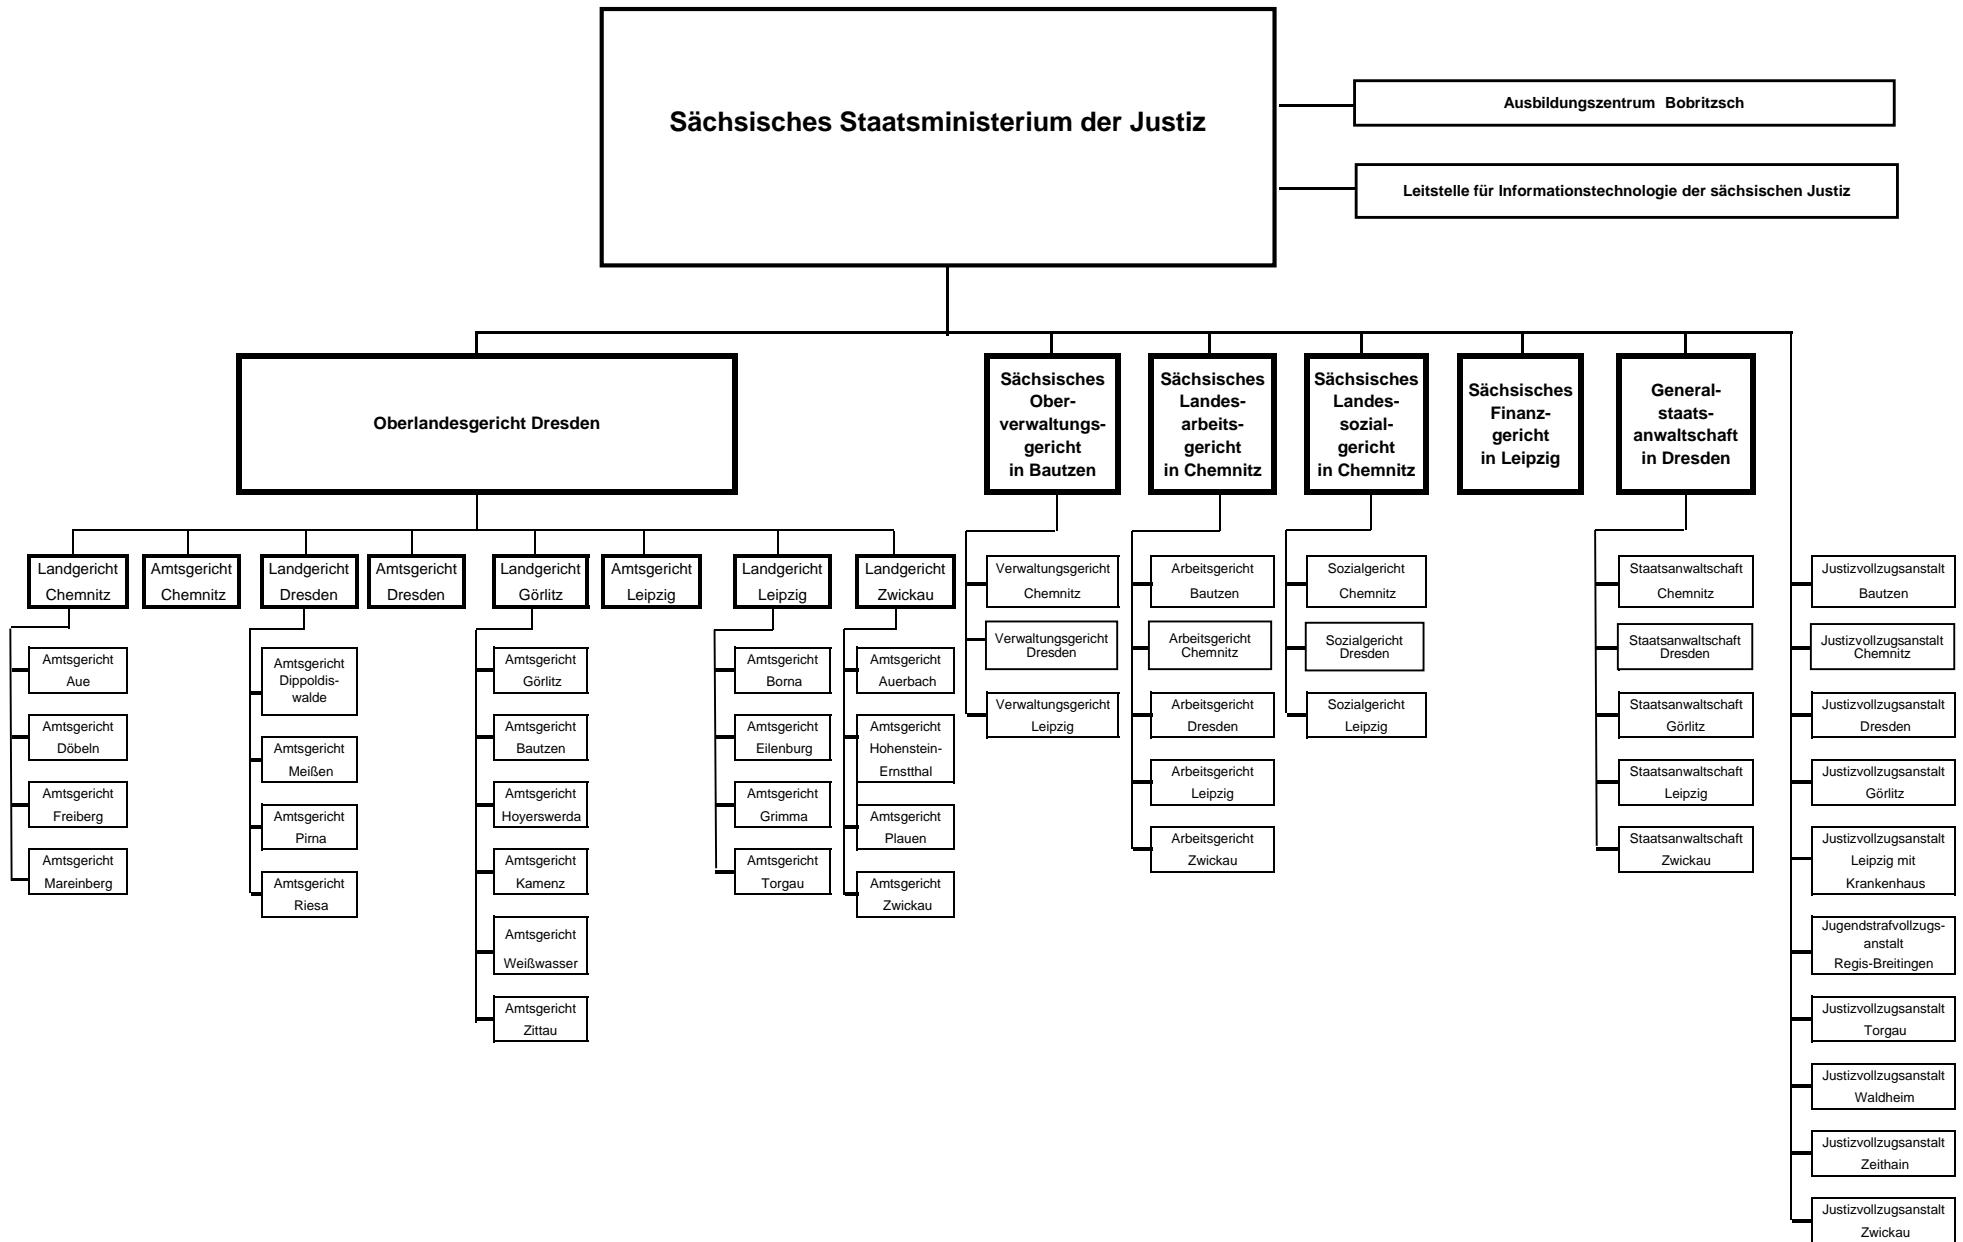 Sächsisches Staatsministerium der Justiz
Ausbildungszentrum Bobritzsch
Leitstelle für Informationstechnologie der sächsischen Justiz
Oberlandesgericht Dresden
Sächsisches
Ober-
verwaltungs-
gericht
in Bautzen
Sächsisches
Landes-
arbeits-
gericht
in Chemnitz
Sächsisches
Landes-
sozial-
gericht
in Chemnitz
Sächsisches
Finanz-
gericht
in Leipzig
General-
staats-
anwaltschaft
in Dresden
Landgericht
Chemnitz
Amtsgericht
Chemnitz
Landgericht
Dresden
Amtsgericht
Dresden
Landgericht
Görlitz
Amtsgericht
Leipzig
Landgericht
Leipzig
Landgericht
Zwickau
Amtsgericht
Aue
Amtsgericht
Döbeln
Amtsgericht
Freiberg
Amtsgericht
Mareinberg
Amtsgericht
Dippoldis-
walde
Amtsgericht
Meißen
Amtsgericht
Pirna
Amtsgericht
Riesa
Amtsgericht
Görlitz
Amtsgericht
Bautzen
Amtsgericht
Hoyerswerda
Amtsgericht
Kamenz
Amtsgericht
Weißwasser
Amtsgericht
Zittau
Amtsgericht
Borna
Amtsgericht
Eilenburg
Amtsgericht
Grimma
Amtsgericht
Torgau
Amtsgericht
Auerbach
Amtsgericht
Hohenstein-
Ernstthal
Amtsgericht
Plauen
Amtsgericht
Zwickau
Verwaltungsgericht
Chemnitz
Verwaltungsgericht
Dresden
Verwaltungsgericht
Leipzig
Arbeitsgericht
Bautzen
Arbeitsgericht
Chemnitz
Arbeitsgericht
Dresden
Arbeitsgericht
Leipzig
Arbeitsgericht
Zwickau
Sozialgericht
Chemnitz
Sozialgericht
Dresden
Sozialgericht
Leipzig
Staatsanwaltschaft
Chemnitz
Staatsanwaltschaft
Dresden
Staatsanwaltschaft
Görlitz
Staatsanwaltschaft
Leipzig
Staatsanwaltschaft
Zwickau
Justizvollzugsanstalt
Bautzen
Justizvollzugsanstalt
Chemnitz
Justizvollzugsanstalt
Dresden
Justizvollzugsanstalt
Görlitz
Justizvollzugsanstalt
Leipzig mit
Krankenhaus
Jugendstrafvollzugs-
anstalt
Regis-Breitingen
Justizvollzugsanstalt
Torgau
Justizvollzugsanstalt
Waldheim
Justizvollzugsanstalt
Zeithain
Justizvollzugsanstalt
Zwickau